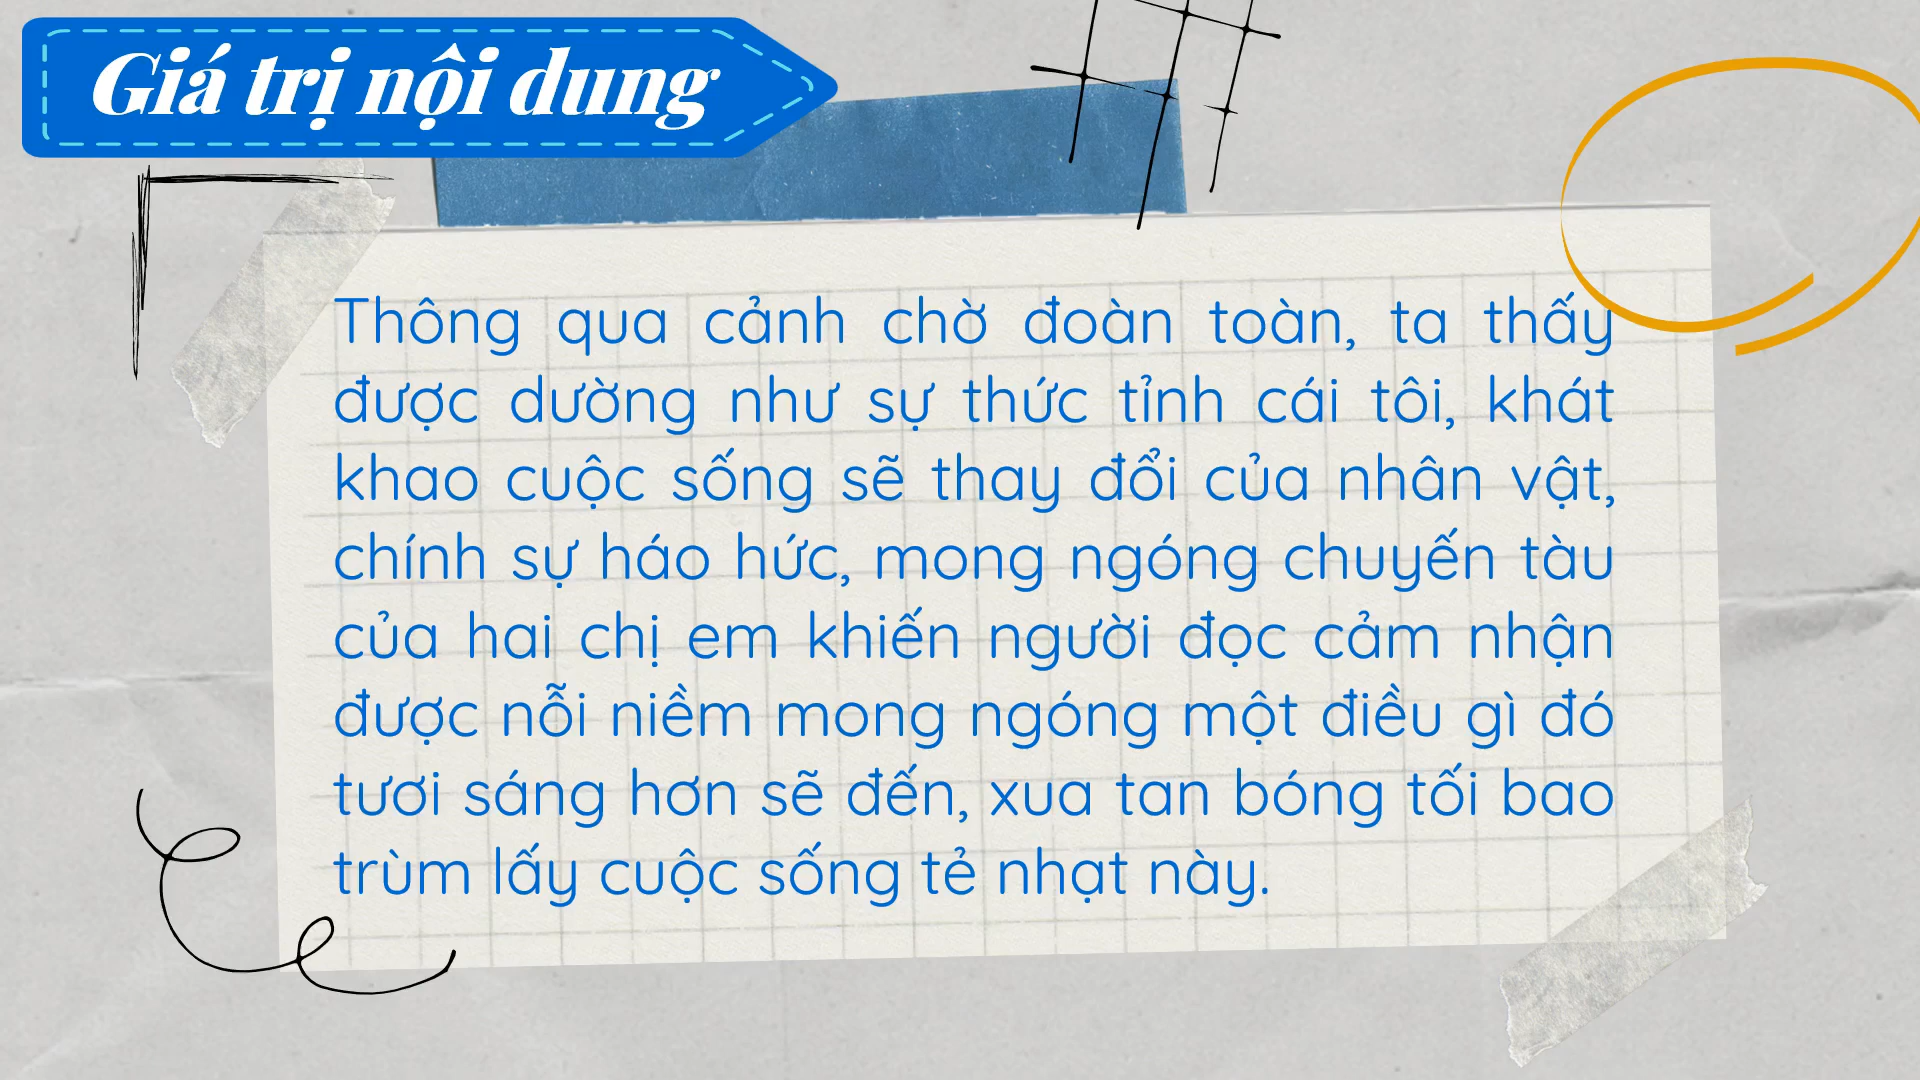 Giá trị nội dung
Thông qua cảnh chờ đoàn toàn, ta thấy
được dường như sự thức tỉnh cái tôi, khát
khao cuộc sống sẽ thay đổi của nhân vật,
chính sự háo hức, mong ngóng chuyến tàu
của hai chị em khiến người đọc cảm nhận
được nỗi niềm mong ngóng một điều gì đó
tươi sáng hơn sẽ đến, xua tan bóng tối bao
trùm lấy cuộc sống tẻ nhạt này.